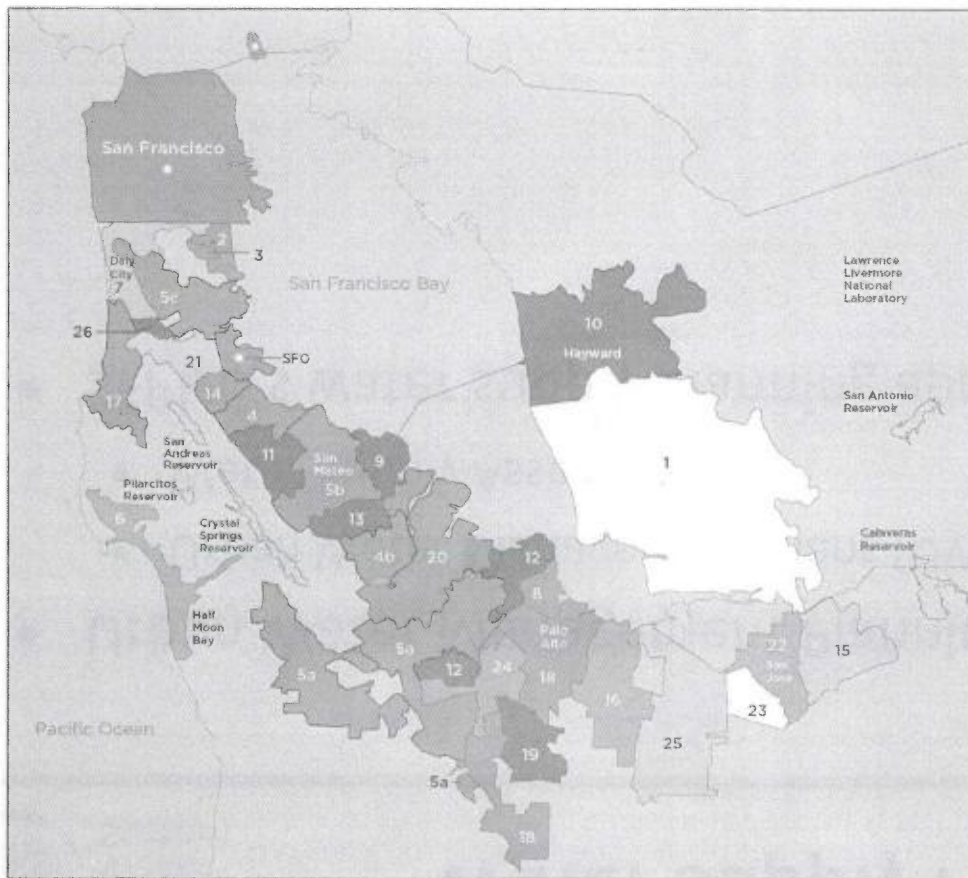 San Francisco
2
3
Daly
City
7
5c
San Francisco Bay
Lawrence
Livermore
National
Laboratory
26
21
SFO
10
Hayward
14
17
4
San
Andreas
Reservoir
11
San
Mateo
5b
9
San Antonio
Reservoir
1
Pilarcitos
Reservoir
6
Crystal
Springs
Reservoir
13
4b
20
12
8
Calaveras
Reservoir
Half
Moon
Bay
5a
5a
12
24
Palo
Alto
18
16
22
San
Jose
15
23
Pacific Ocean
25
19
5a
18